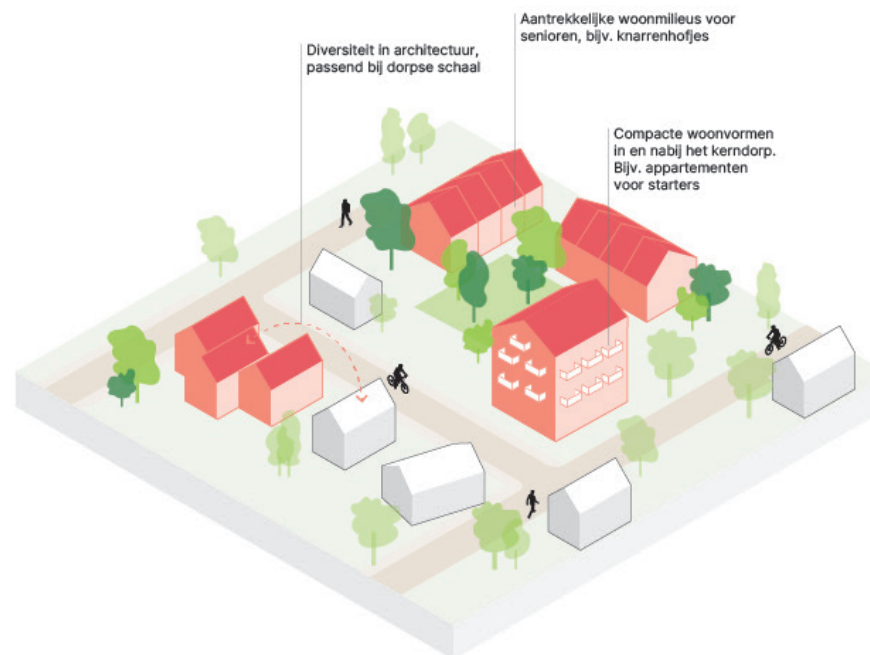 Aantrekkelijke woonmilieus voor
senioren, bijv. knarrenhofjes
Diversiteit in architectuur,
passend bij dorpse schaal
Compacte woonvormen
in en nabij het kerndorp.
Bijv. appartementen
voor starters